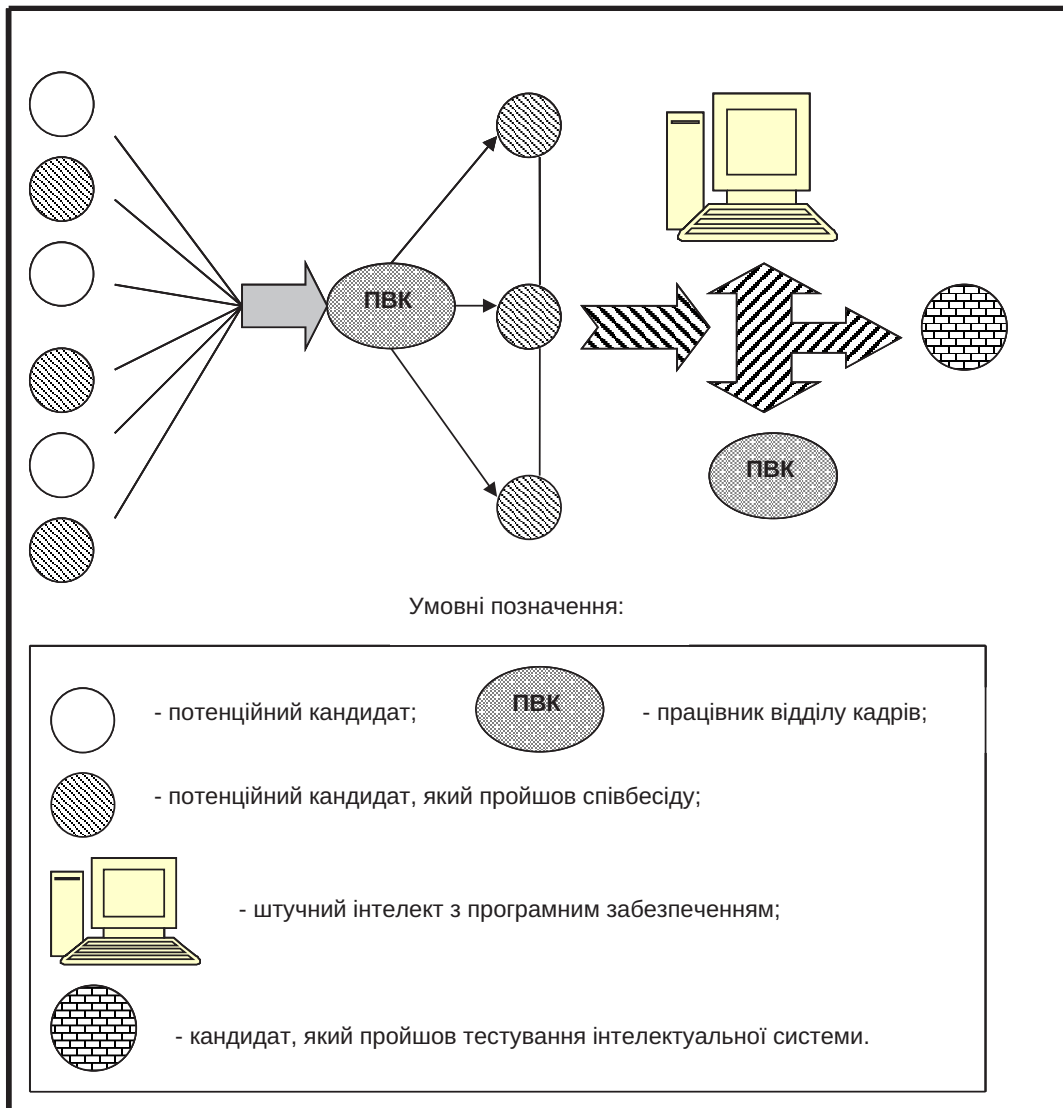 ПВК
ПВК
Умовні позначення:
- потенційний кандидат;
ПВК
- працівник відділу кадрів;
- потенційний кандидат, який пройшов співбесіду;
- штучний інтелект з програмним забезпеченням;
- кандидат, який пройшов тестування інтелектуальної системи.